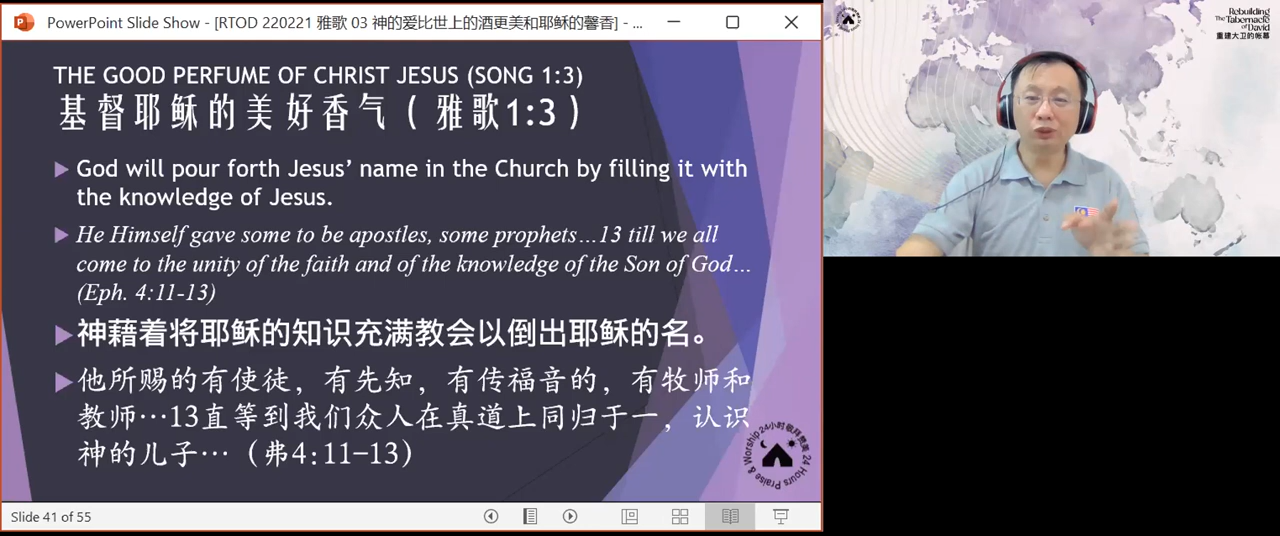 PowerPoint Slide Show - [RTOD 220221 雅歌 03 神的爱比世上的酒更美和耶稣的馨香] - ...
THE GOOD PERFUME OF CHRIST JESUS (SONG 1:3)
基督耶稣的美好香气（雅歌1:3）
God will pour forth Jesus’ name in the Church by filling it with
the knowledge of Jesus.
He Himself gave some to be apostles, some prophets…13 till we all
come to the unity of the faith and of the knowledge of the Son of God…
(Eph. 4:11-13)
神藉着将耶稣的知识充满教会以倒出耶稣的名。
他所赐的有使徒，有先知，有传福音的，有牧师和
教师…13直等到我们众人在真道上同归于一，认识
神的儿子…（弗4:11-13）
24小时敬拜赞美 24 Hours Praise & Worship
Slide 41 of 55
Rebuilding
The Tabernacle
of David
重建大卫的帐幕